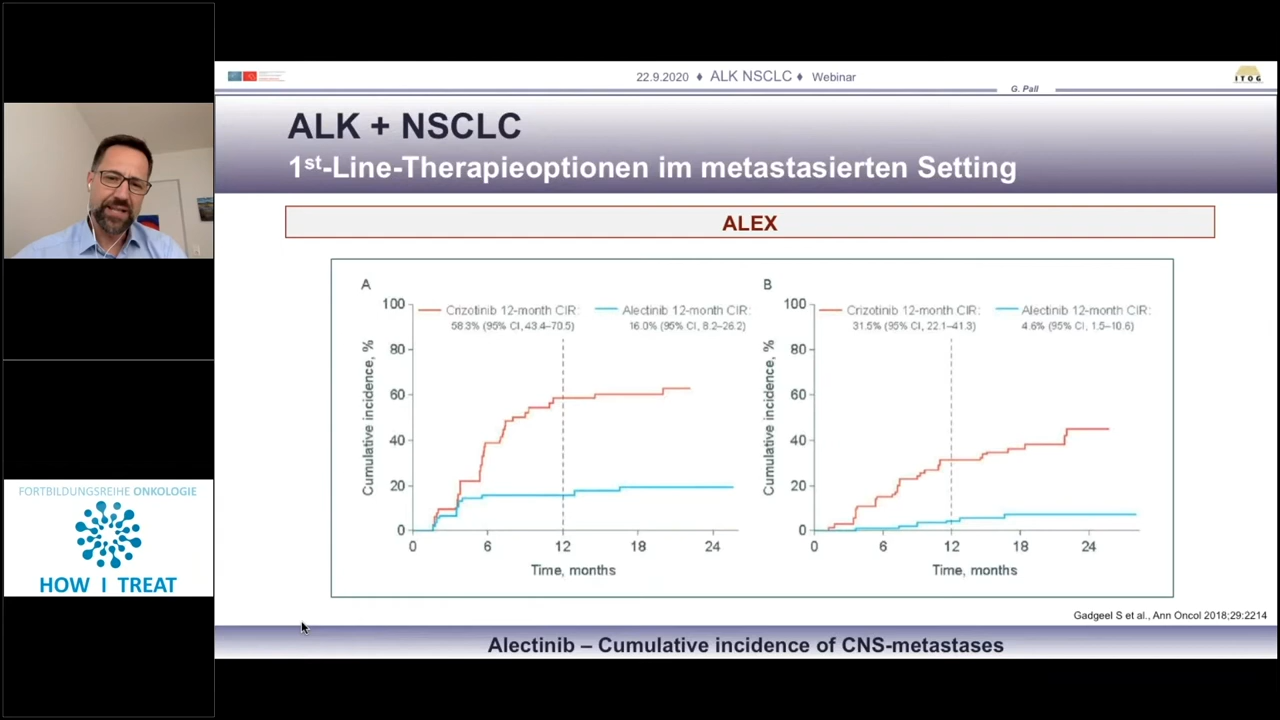 22.9.2020 ♦ ALK NSCLC ♦ Webinar
G. Pall
ITOG
ALK + NSCLC
1st-Line-Therapieoptionen im metastasierten Setting
ALEX
A
Crizotinib 12-month CIR:
58.3% (95% CI, 43.4–70.5)
Alectinib 12-month CIR:
16.0% (95% CI, 8.2–26.2)
Cumulative incidence, %
100
80
60
40
20
0
0 6 12 18 24
Time, months
B
Crizotinib 12-month CIR:
31.5% (95% CI, 22.1–41.3)
Alectinib 12-month CIR:
4.6% (95% CI, 1.5–10.6)
Cumulative incidence, %
100
80
60
40
20
0
0 6 12 18 24
Time, months
Gadgeel S et al., Ann Oncol 2018;29:2214
Alectinib – Cumulative incidence of CNS-metastases
FORTBILDUNGSREIHE ONKOLOGIE
HOW I TREAT